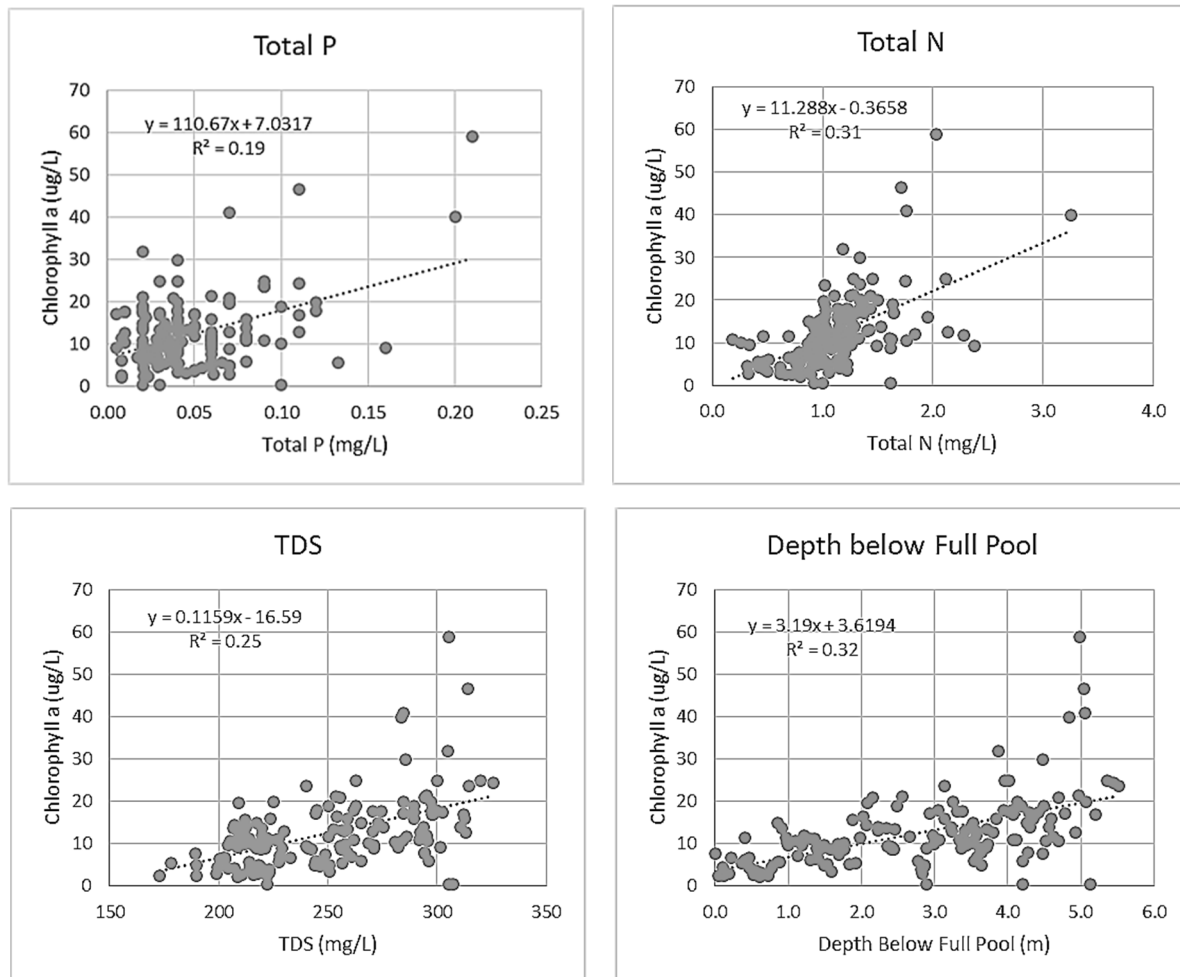 Total P
70
60
50
40
30
20
10
0
y = 110.67x + 7.0317
R² = 0.19
Chlorophyll a (ug/L)
0.00 0.05 0.10 0.15 0.20 0.25
Total P (mg/L)
Total N
70
60
50
40
30
20
10
0
y = 11.288x - 0.3658
R² = 0.31
Chlorophyll a (ug/L)
0.0 1.0 2.0 3.0 4.0
Total N (mg/L)
TDS
70
60
50
40
30
20
10
0
y = 0.1159x - 16.59
R² = 0.25
Chlorophyll a (ug/L)
150 200 250 300 350
TDS (mg/L)
Depth below Full Pool
70
60
50
40
30
20
10
0
y = 3.19x + 3.6194
R² = 0.32
Chlorophyll a (ug/L)
0.0 1.0 2.0 3.0 4.0 5.0 6.0
Depth Below Full Pool (m)